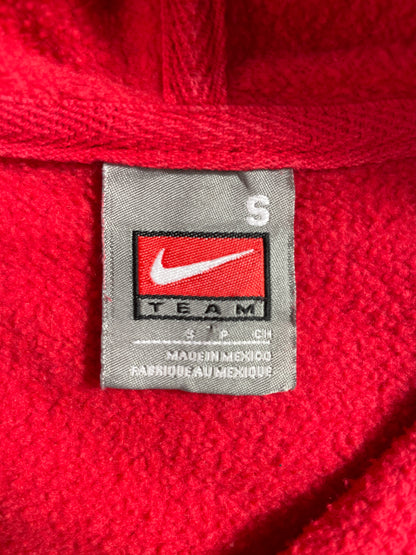 S
TEAM
S P CH
MADE IN MEXICO
FABRIQUE AU MEXIQUE